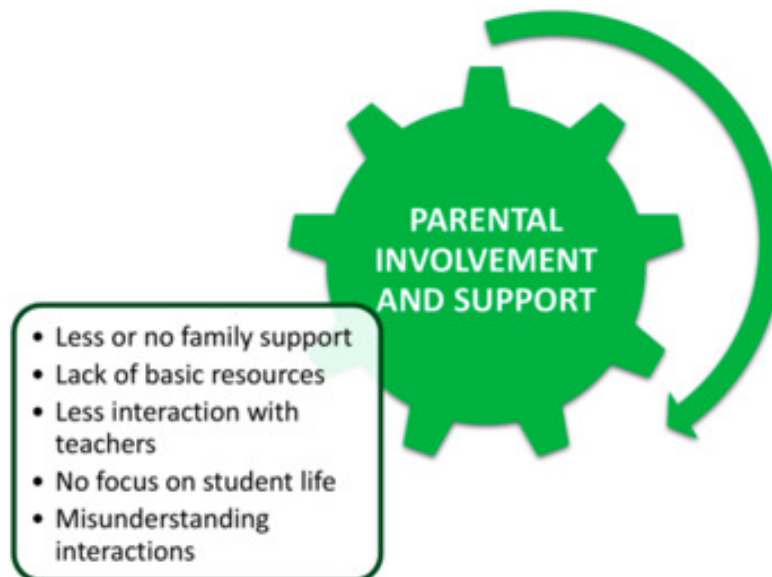 PARENTAL
INVOLVEMENT
AND SUPPORT
• Less or no family support
• Lack of basic resources
• Less interaction with
teachers
• No focus on student life
• Misunderstanding
interactions